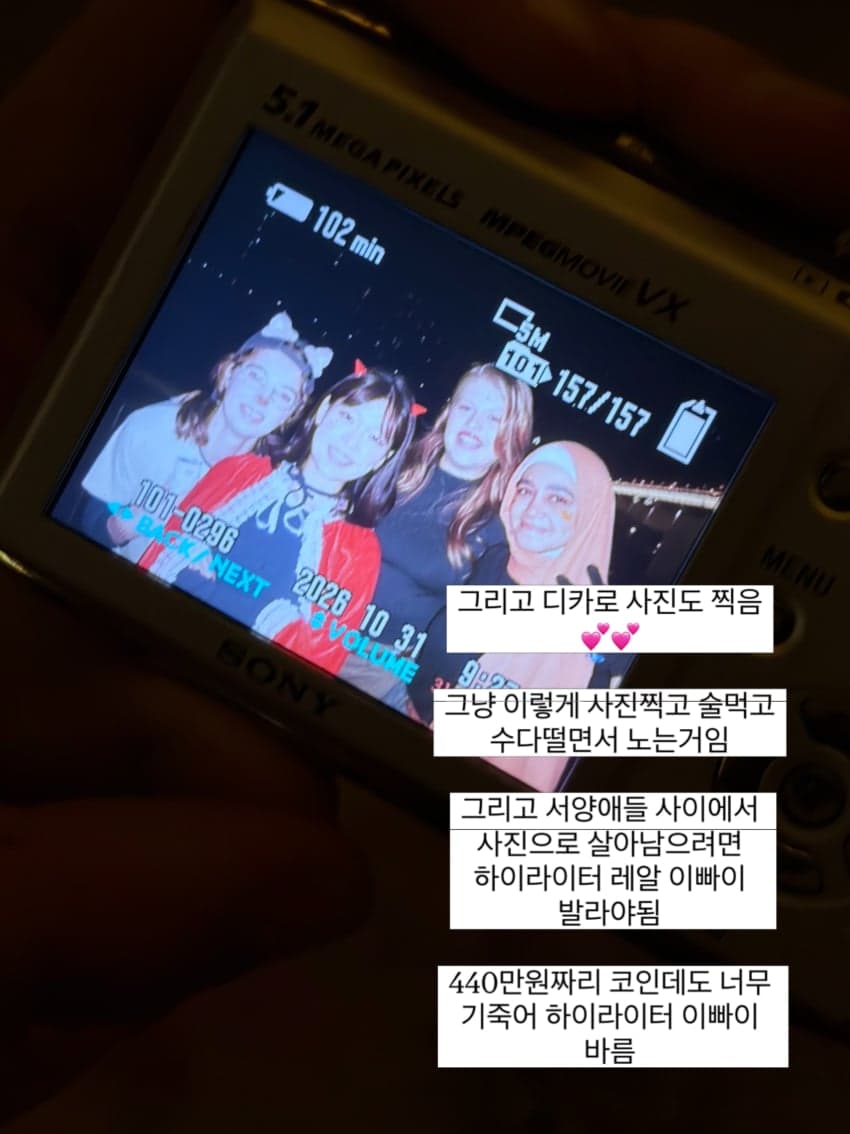 5.1 MEGA PIXELS
MPEGMOVIE VX
102 min
5M
101
157/157
101-0296
BACK/NEXT
2026 10 31
VOLUME
MENU
SONY
그리고 디카로 사진도 찍음
💕💕
그냥 이렇게 사진찍고 술먹고
수다떨면서 노는거임
그리고 서양애들 사이에서
사진으로 살아남으려면
하이라이터 레알 이빠이
발라야됨
440만원짜리 코인데도 너무
기죽어 하이라이터 이빠이
바름